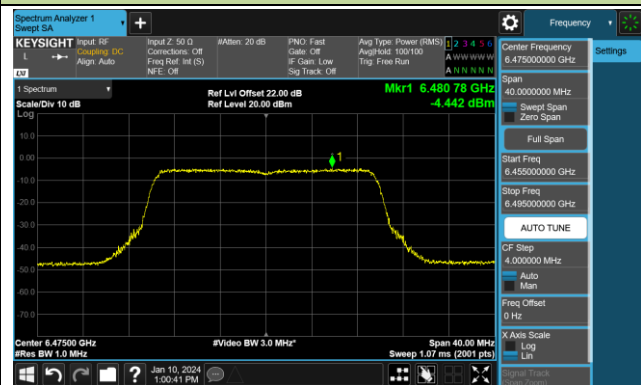 Spectrum Analyzer 1
Swept SA
Frequency
KEYSIGHT
Input: RF
Coupling: DC
Align: Auto
Input Z: 50 Ω
Corrections: Off
Freq Ref: Int (S)
NFE: Off
#Atten: 20 dB
PNO: Fast
Gate: Off
IF Gain: Low
Sig Track: Off
Avg Type: Power (RMS)
Avg|Hold: 100/100
Trig: Free Run
1 2 3 4 5 6
A W W W W W
A N N N N N
L
LXI
Center Frequency
6.475000000 GHz
Settings
Span
40.0000000 MHz
Swept Span
Zero Span
Full Span
Start Freq
6.455000000 GHz
Stop Freq
6.495000000 GHz
AUTO TUNE
CF Step
4.000000 MHz
Auto
Man
Freq Offset
0 Hz
X Axis Scale
Log
Lin
Signal Track
(Span Zoom)
1 Spectrum
Scale/Div 10 dB
Log
Ref Lvl Offset 22.00 dB
Ref Level 20.00 dBm
Mkr1 6.480 78 GHz
-4.442 dBm
1
10.0
0.00
-10.0
-20.0
-30.0
-40.0
-50.0
-60.0
-70.0
Center 6.47500 GHz
#Res BW 1.0 MHz
#Video BW 3.0 MHz*
Span 40.00 MHz
Sweep 1.07 ms (2001 pts)
Jan 10, 2024
1:00:41 PM